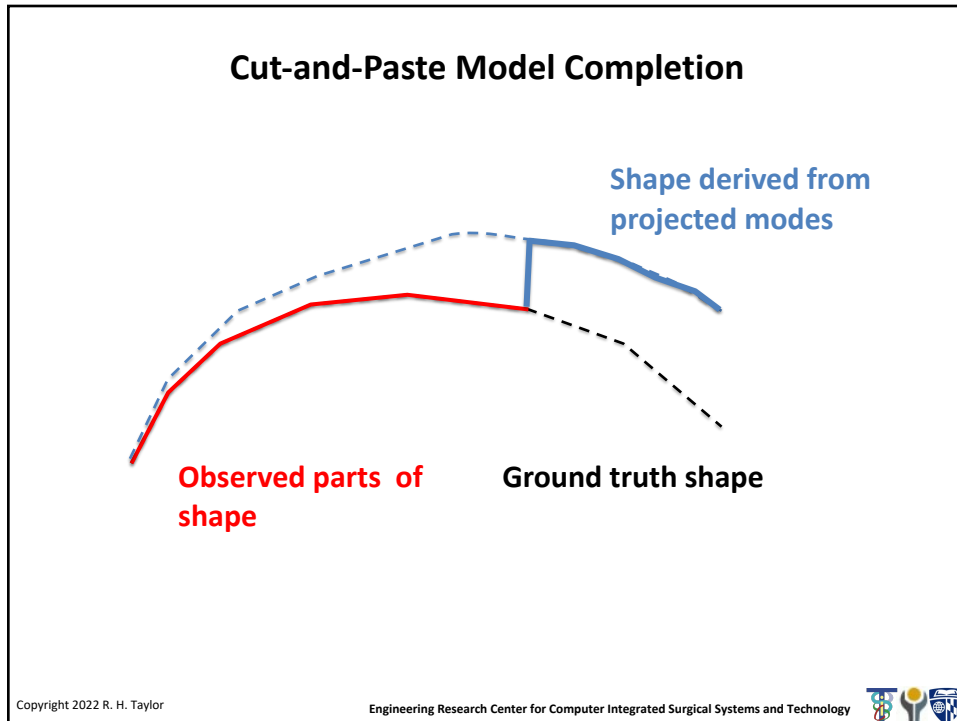 Cut-and-Paste Model Completion
Shape derived from
projected modes
Observed parts of
shape
Ground truth shape
Copyright 2022 R. H. Taylor
Engineering Research Center for Computer Integrated Surgical Systems and Technology